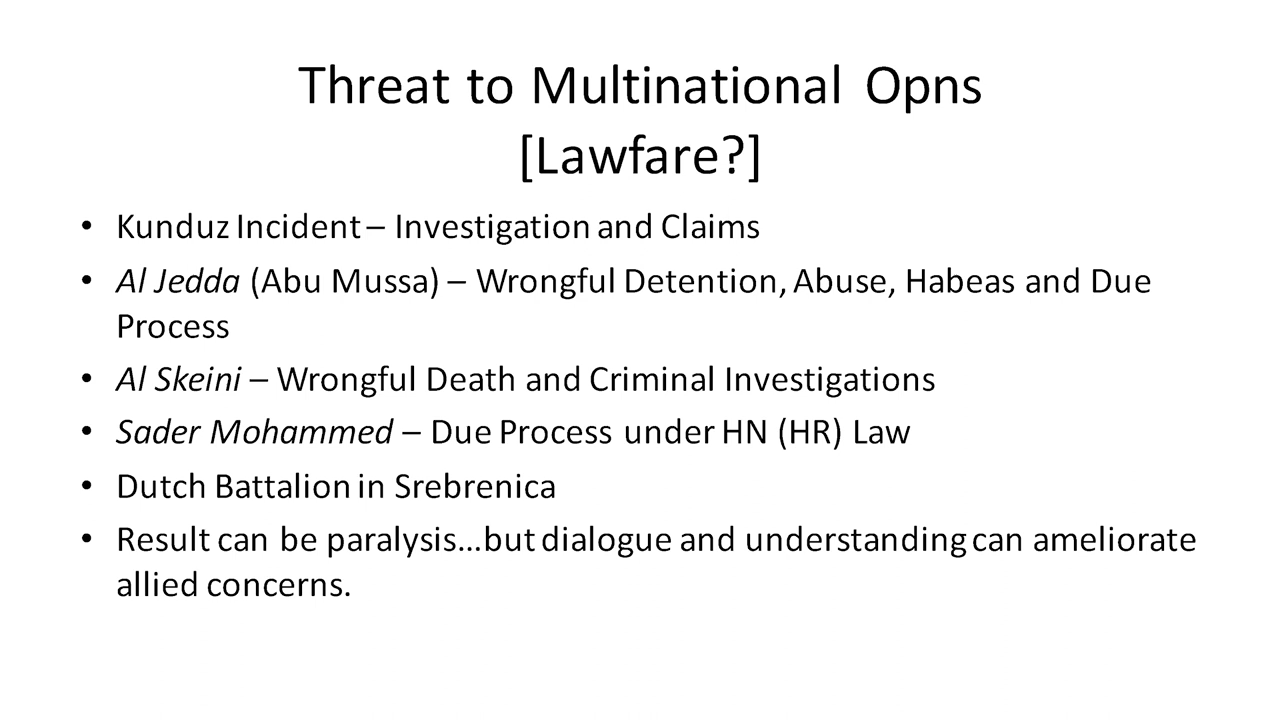 Threat to Multinational Opns
[Lawfare?]
• Kunduz Incident – Investigation and Claims
• Al Jedda (Abu Mussa) – Wrongful Detention, Abuse, Habeas and Due
Process
• Al Skeini – Wrongful Death and Criminal Investigations
• Sader Mohammed – Due Process under HN (HR) Law
• Dutch Battalion in Srebrenica
• Result can be paralysis…but dialogue and understanding can ameliorate
allied concerns.